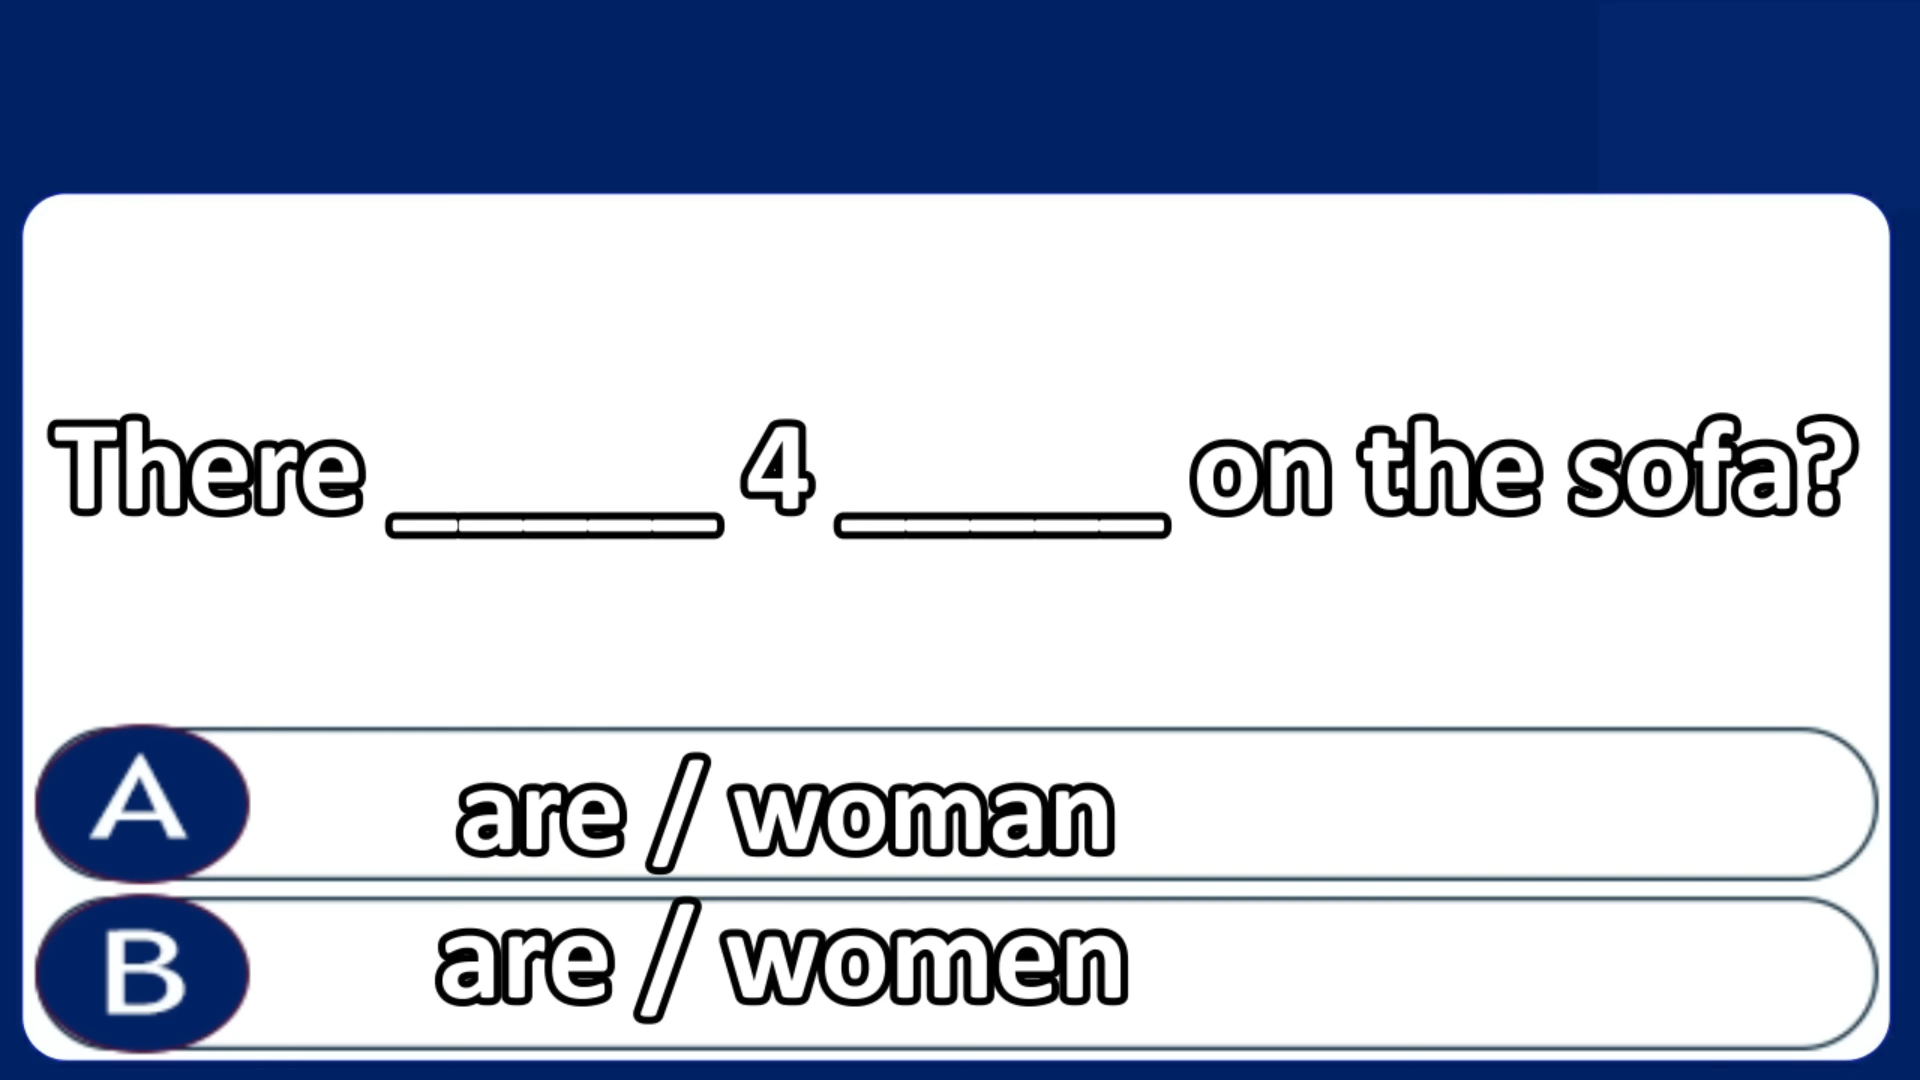 There _____ 4 _____ on the sofa?
A are / woman
B are / women